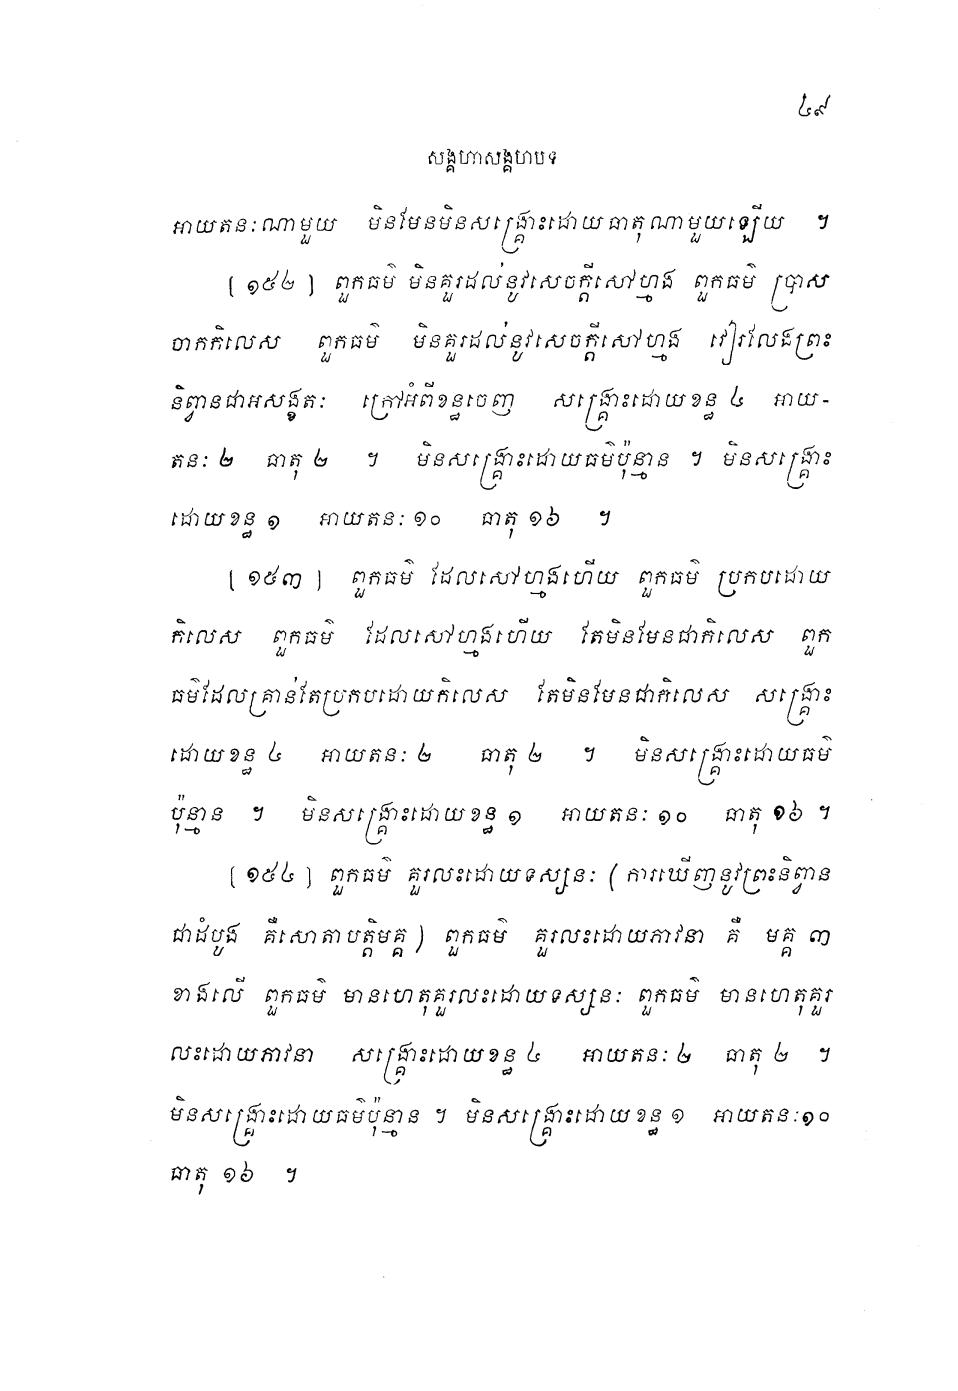 ៤៩
សង្គហាសង្គហបទ
អាយតនៈណាមួយ មិនមែនមិនសង្គ្រោះដោយធាតុណាមួយឡើយ ។
[ ១៥២ ] ពួកធម៌ មិនគួរដល់នូវសេចក្តីសៅហ្មង ពួកធម៌ ប្រាស
ចាកកិលេស ពួកធម៌ មិនគួរដល់នូវសេចក្តីសៅហ្មង វៀរលែងព្រះ
និព្វានជាអសង្ខតៈ ក្រៅអំពីខន្ធចេញ សង្គ្រោះដោយខន្ធ ៤ អាយ-
តនៈ ២ ធាតុ ២ ។ មិនសង្គ្រោះដោយធម៌ប៉ុន្មាន ។ មិនសង្គ្រោះ
ដោយខន្ធ ១ អាយតនៈ ១០ ធាតុ ១៦ ។
[ ១៥៣ ] ពួកធម៌ ដែលសៅហ្មងហើយ ពួកធម៌ ប្រកបដោយ
កិលេស ពួកធម៌ ដែលសៅហ្មងហើយ តែមិនមែនជាកិលេស ពួក
ធម៌ដែលគ្រាន់តែប្រកបដោយកិលេស តែមិនមែនជាកិលេស សង្គ្រោះ
ដោយខន្ធ ៤ អាយតនៈ ២ ធាតុ ២ ។ មិនសង្គ្រោះដោយធម៌
ប៉ុន្មាន ។ មិនសង្គ្រោះដោយខន្ធ ១ អាយតនៈ ១០ ធាតុ ១៦ ។
[ ១៥៤ ] ពួកធម៌ គួរលះដោយទស្សនៈ ( ការឃើញនូវព្រះនិព្វាន
ជាដំបូង គឺសោតាបត្តិមគ្គ ) ពួកធម៌ គួរលះដោយភាវនា គឺ មគ្គ ៣
ខាងលើ ពួកធម៌ មានហេតុគួរលះដោយទស្សនៈ ពួកធម៌ មានហេតុគួរ
លះដោយភាវនា សង្គ្រោះដោយខន្ធ ៤ អាយតនៈ ២ ធាតុ ២ ។
មិនសង្គ្រោះដោយធម៌ប៉ុន្មាន ។ មិនសង្គ្រោះដោយខន្ធ ១ អាយតនៈ១០
ធាតុ ១៦ ។